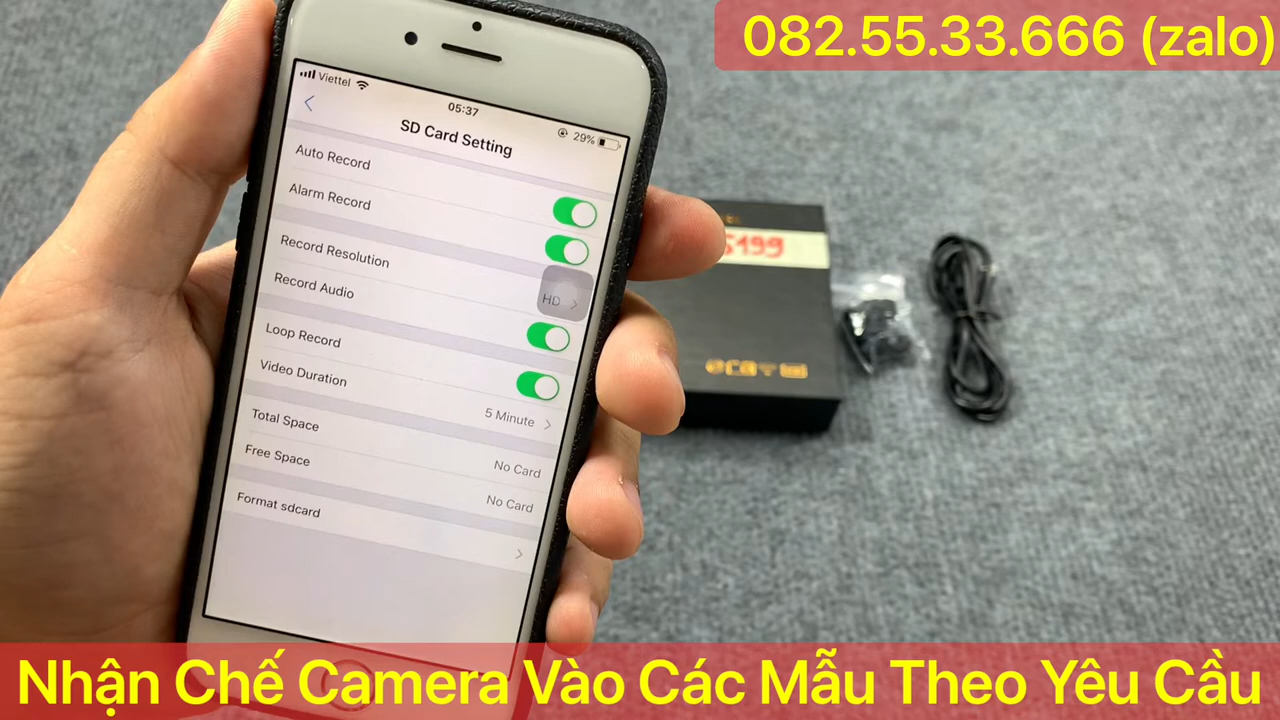 082.55.33.666 (zalo)
Viettel
05:37
29%
SD Card Setting
Auto Record
Alarm Record
Record Resolution
HD
Record Audio
Loop Record
Video Duration
5 Minute
Total Space
No Card
Free Space
No Card
Format sdcard
S199
Nhận Chế Camera Vào Các Mẫu Theo Yêu Cầu